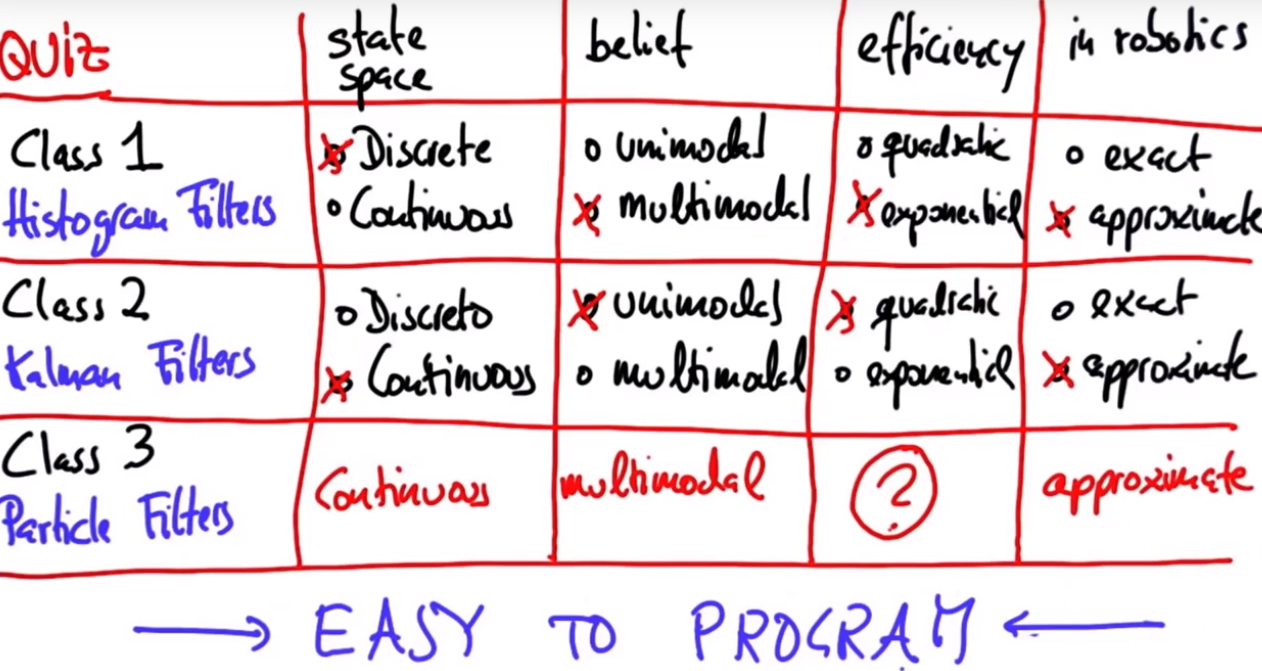 QUIZ
state space
belief
efficiency
in robotics
Class 1
Histogram Filters
Discrete
Continuous
unimodal
multimodal
quadratic
exponential
exact
approximate
Class 2
Kalman Filters
Discrete
Continuous
unimodal
multimodal
quadratic
exponential
exact
approximate
Class 3
Particle Filters
Continuous
multimodal
?
approximate
EASY TO PROGRAM